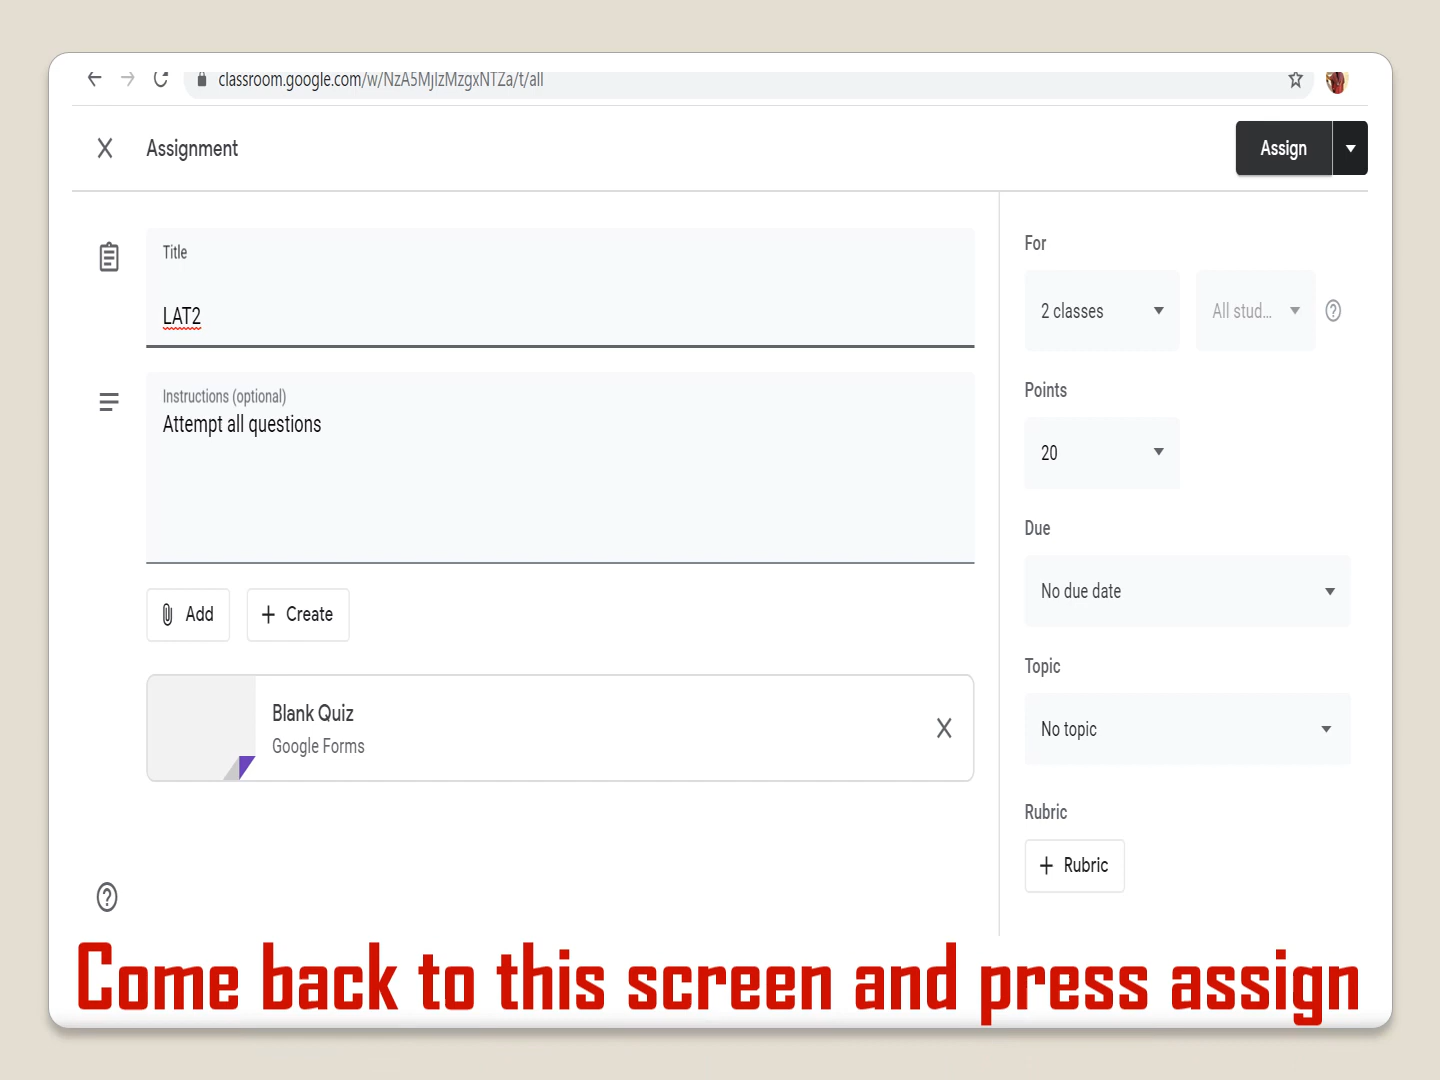 classroom.google.com/w/NzA5MjIzMzgxNTZa/t/all
Assignment
Assign
Title
LAT2
Instructions (optional)
Attempt all questions
Add
Create
Blank Quiz
Google Forms
For
2 classes
All stud...
Points
20
Due
No due date
Topic
No topic
Rubric
+ Rubric
Come back to this screen and press assign